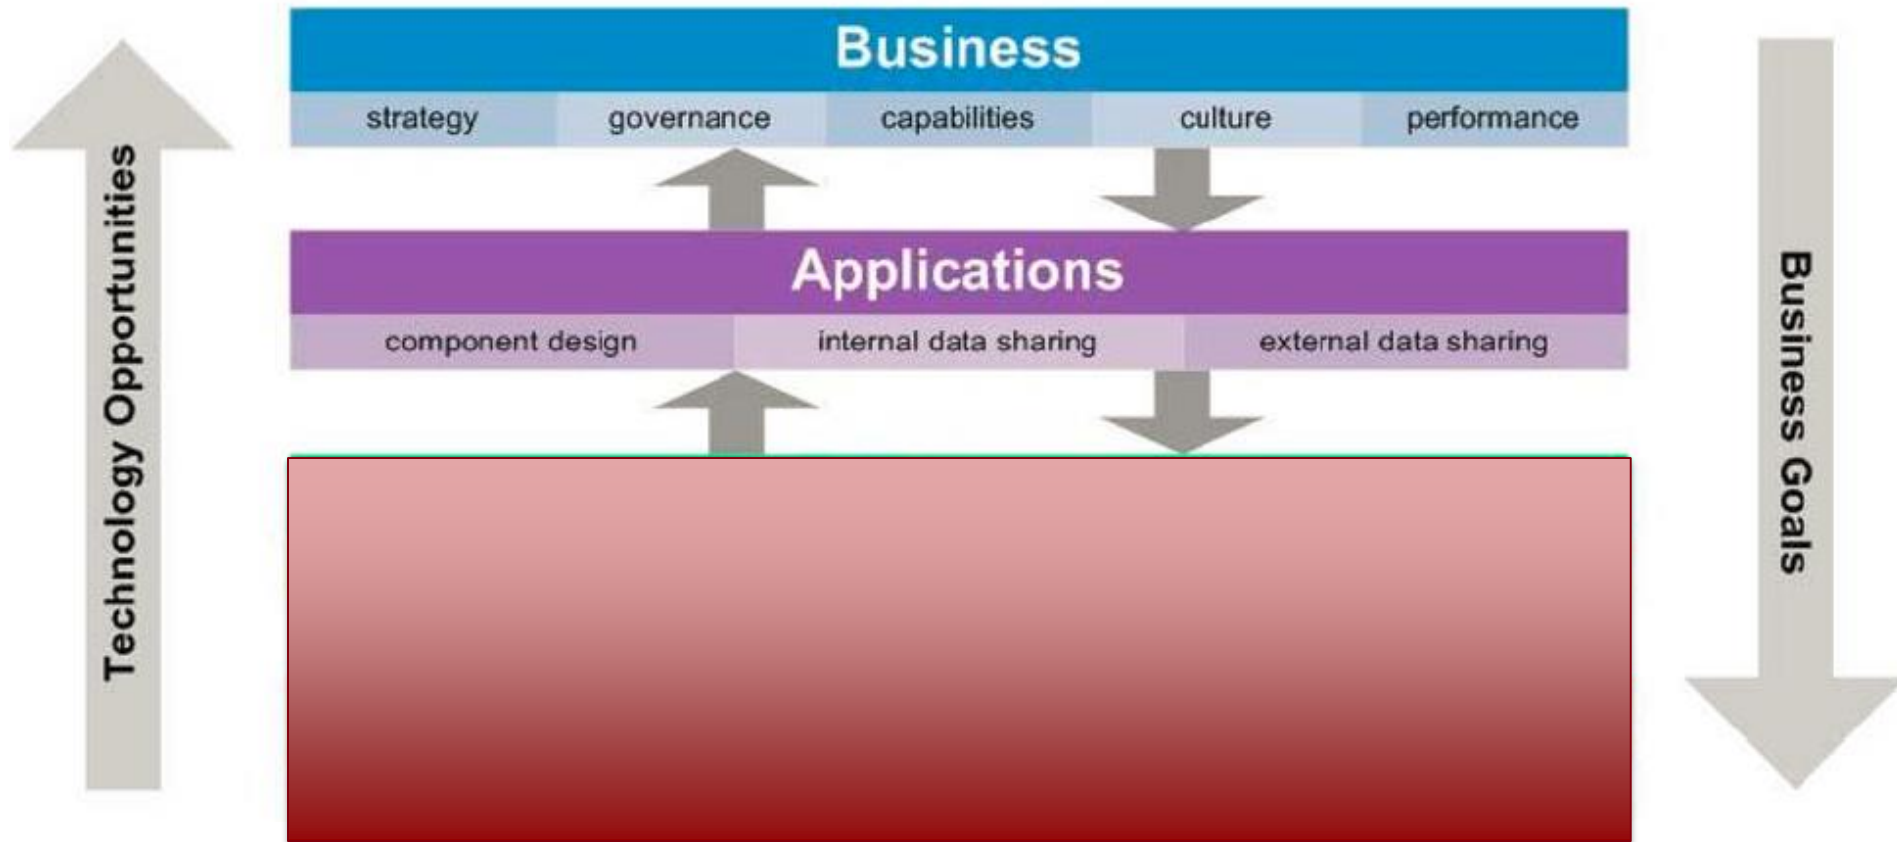 Business
strategy governance capabilities culture performance
Applications
component design internal data sharing external data sharing
Technology Opportunities
Business Goals